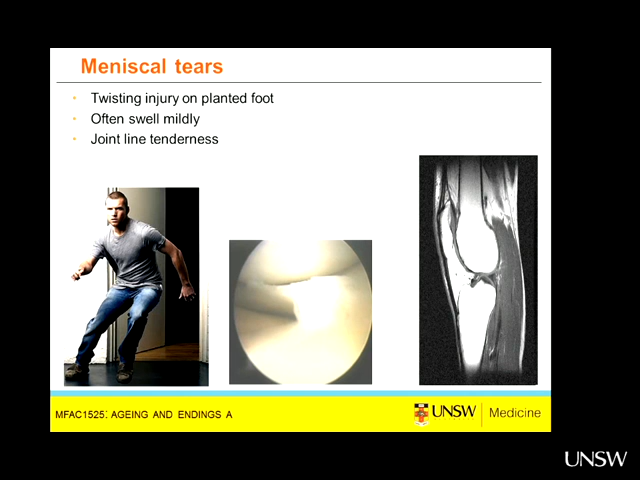 Meniscal tears
Twisting injury on planted foot
Often swell mildly
Joint line tenderness
MFAC1525: AGEING AND ENDINGS A
UNSW Medicine
UNSW